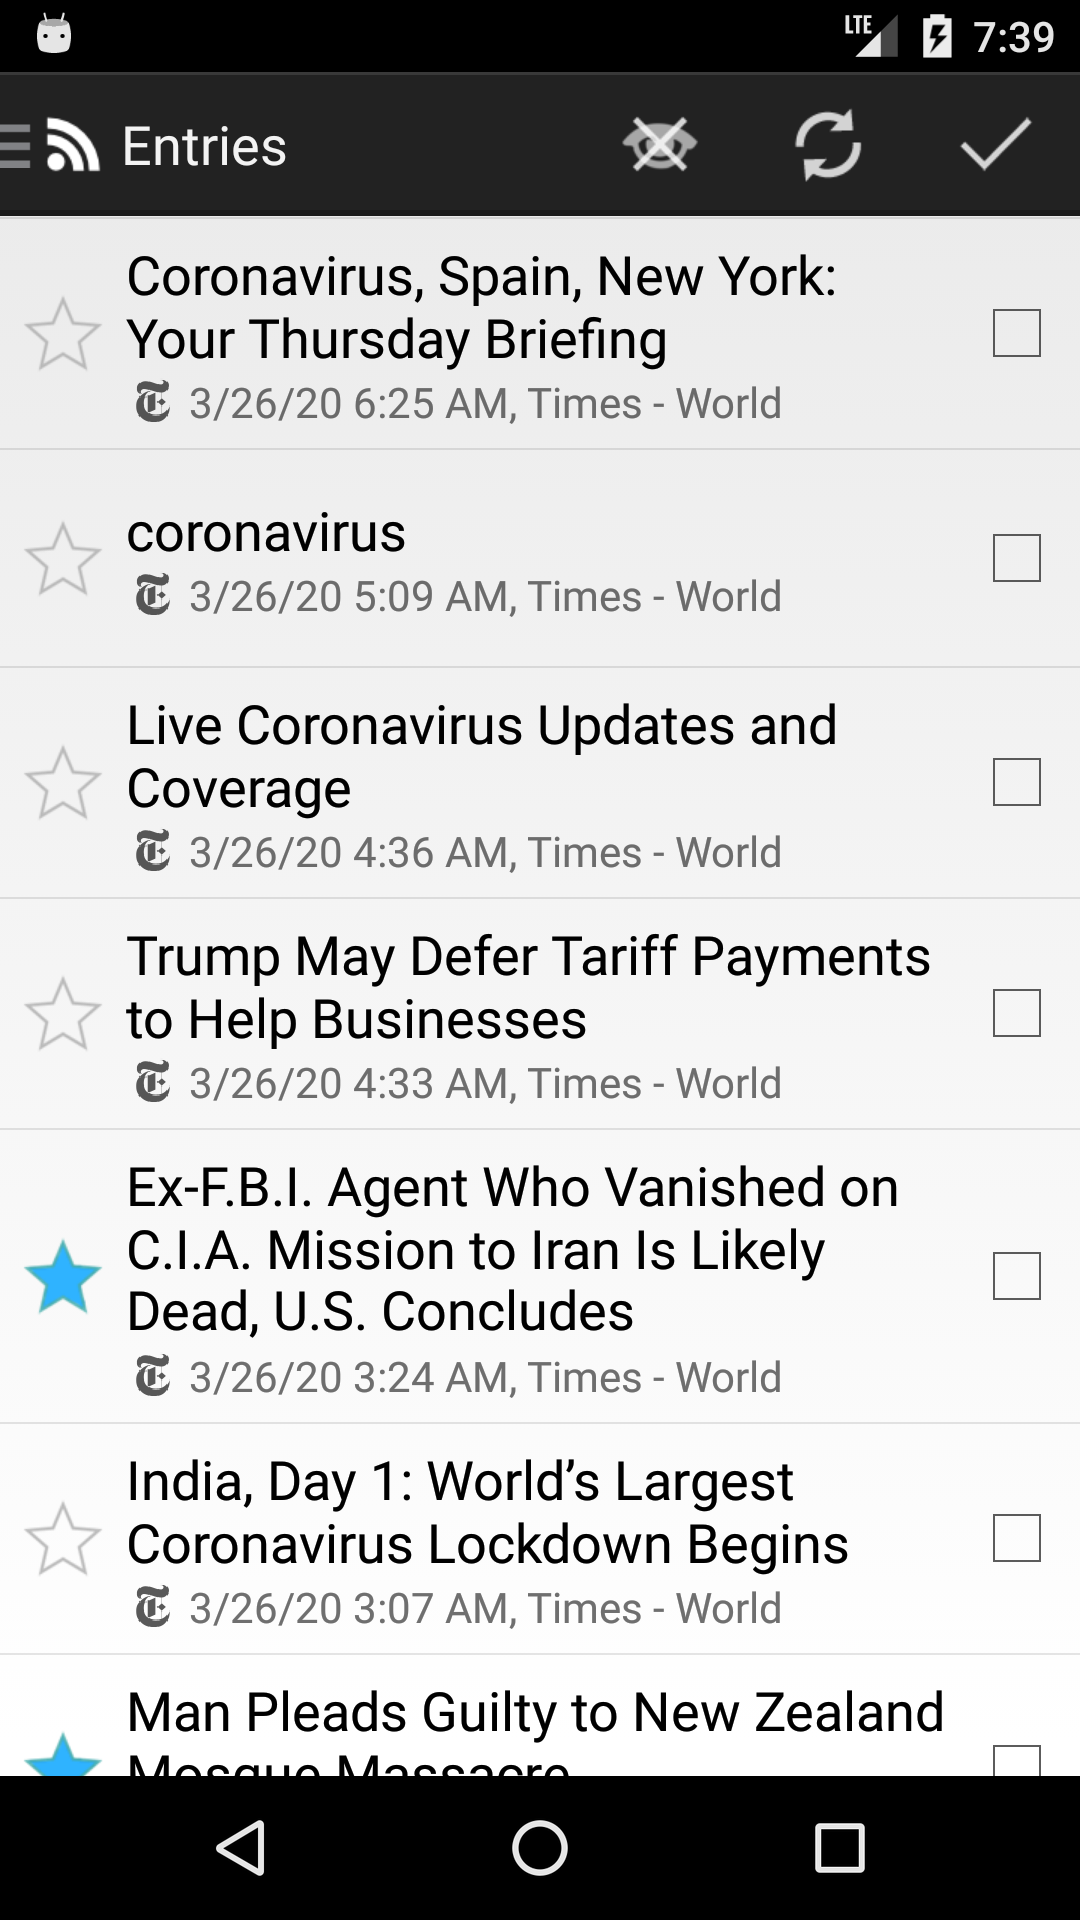 LTE 7:39
Entries
Coronavirus, Spain, New York:
Your Thursday Briefing
3/26/20 6:25 AM, Times - World
coronavirus
3/26/20 5:09 AM, Times - World
Live Coronavirus Updates and
Coverage
3/26/20 4:36 AM, Times - World
Trump May Defer Tariff Payments
to Help Businesses
3/26/20 4:33 AM, Times - World
Ex-F.B.I. Agent Who Vanished on
C.I.A. Mission to Iran Is Likely
Dead, U.S. Concludes
3/26/20 3:24 AM, Times - World
India, Day 1: World’s Largest
Coronavirus Lockdown Begins
3/26/20 3:07 AM, Times - World
Man Pleads Guilty to New Zealand
Mosque Massacre